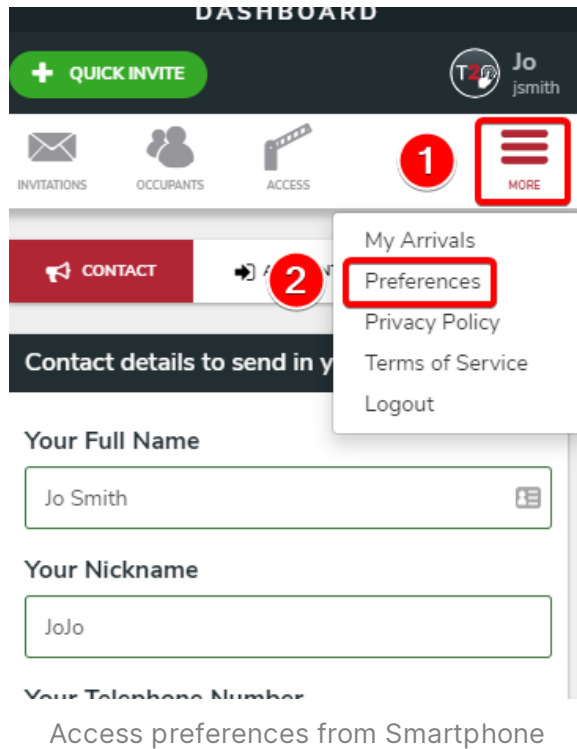 DASHBOARD
QUICK INVITE
T2
Jo
jsmith
INVITATIONS OCCUPANTS ACCESS 1 MORE
My Arrivals
CONTACT 2 Preferences
Privacy Policy
Contact details to send in y Terms of Service
Logout
Your Full Name
Jo Smith
Your Nickname
JoJo
Your Telephone Number
Access preferences from Smartphone